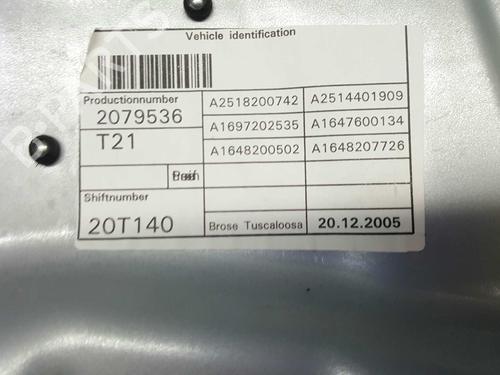 Vehicle identification
Productionnumber
2079536
T21
Shiftnumber
20T140
A2518200742 A2514401909
A1697202535 A1647600134
A1648200502 A1648207726
Brose Tuscaloosa 20.12.2005